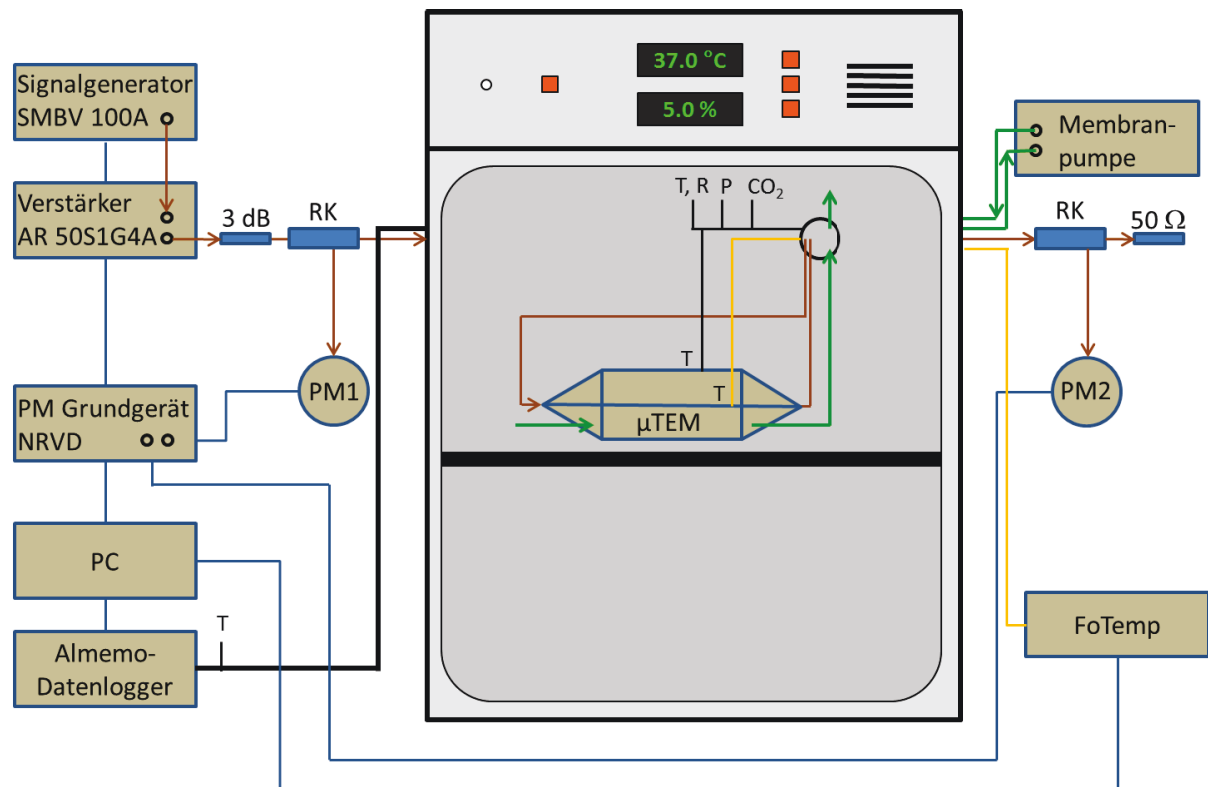 37.0 °C
5.0 %
Signalgenerator
SMBV 100A
Verstärker
AR 50S1G4A
3 dB
RK
T, R P CO₂
Membran-
pumpe
RK
50 Ω
PM1
T
T
µTEM
PM2
PM Grundgerät
NRVD
PC
T
Almemo-
Datenlogger
FoTemp